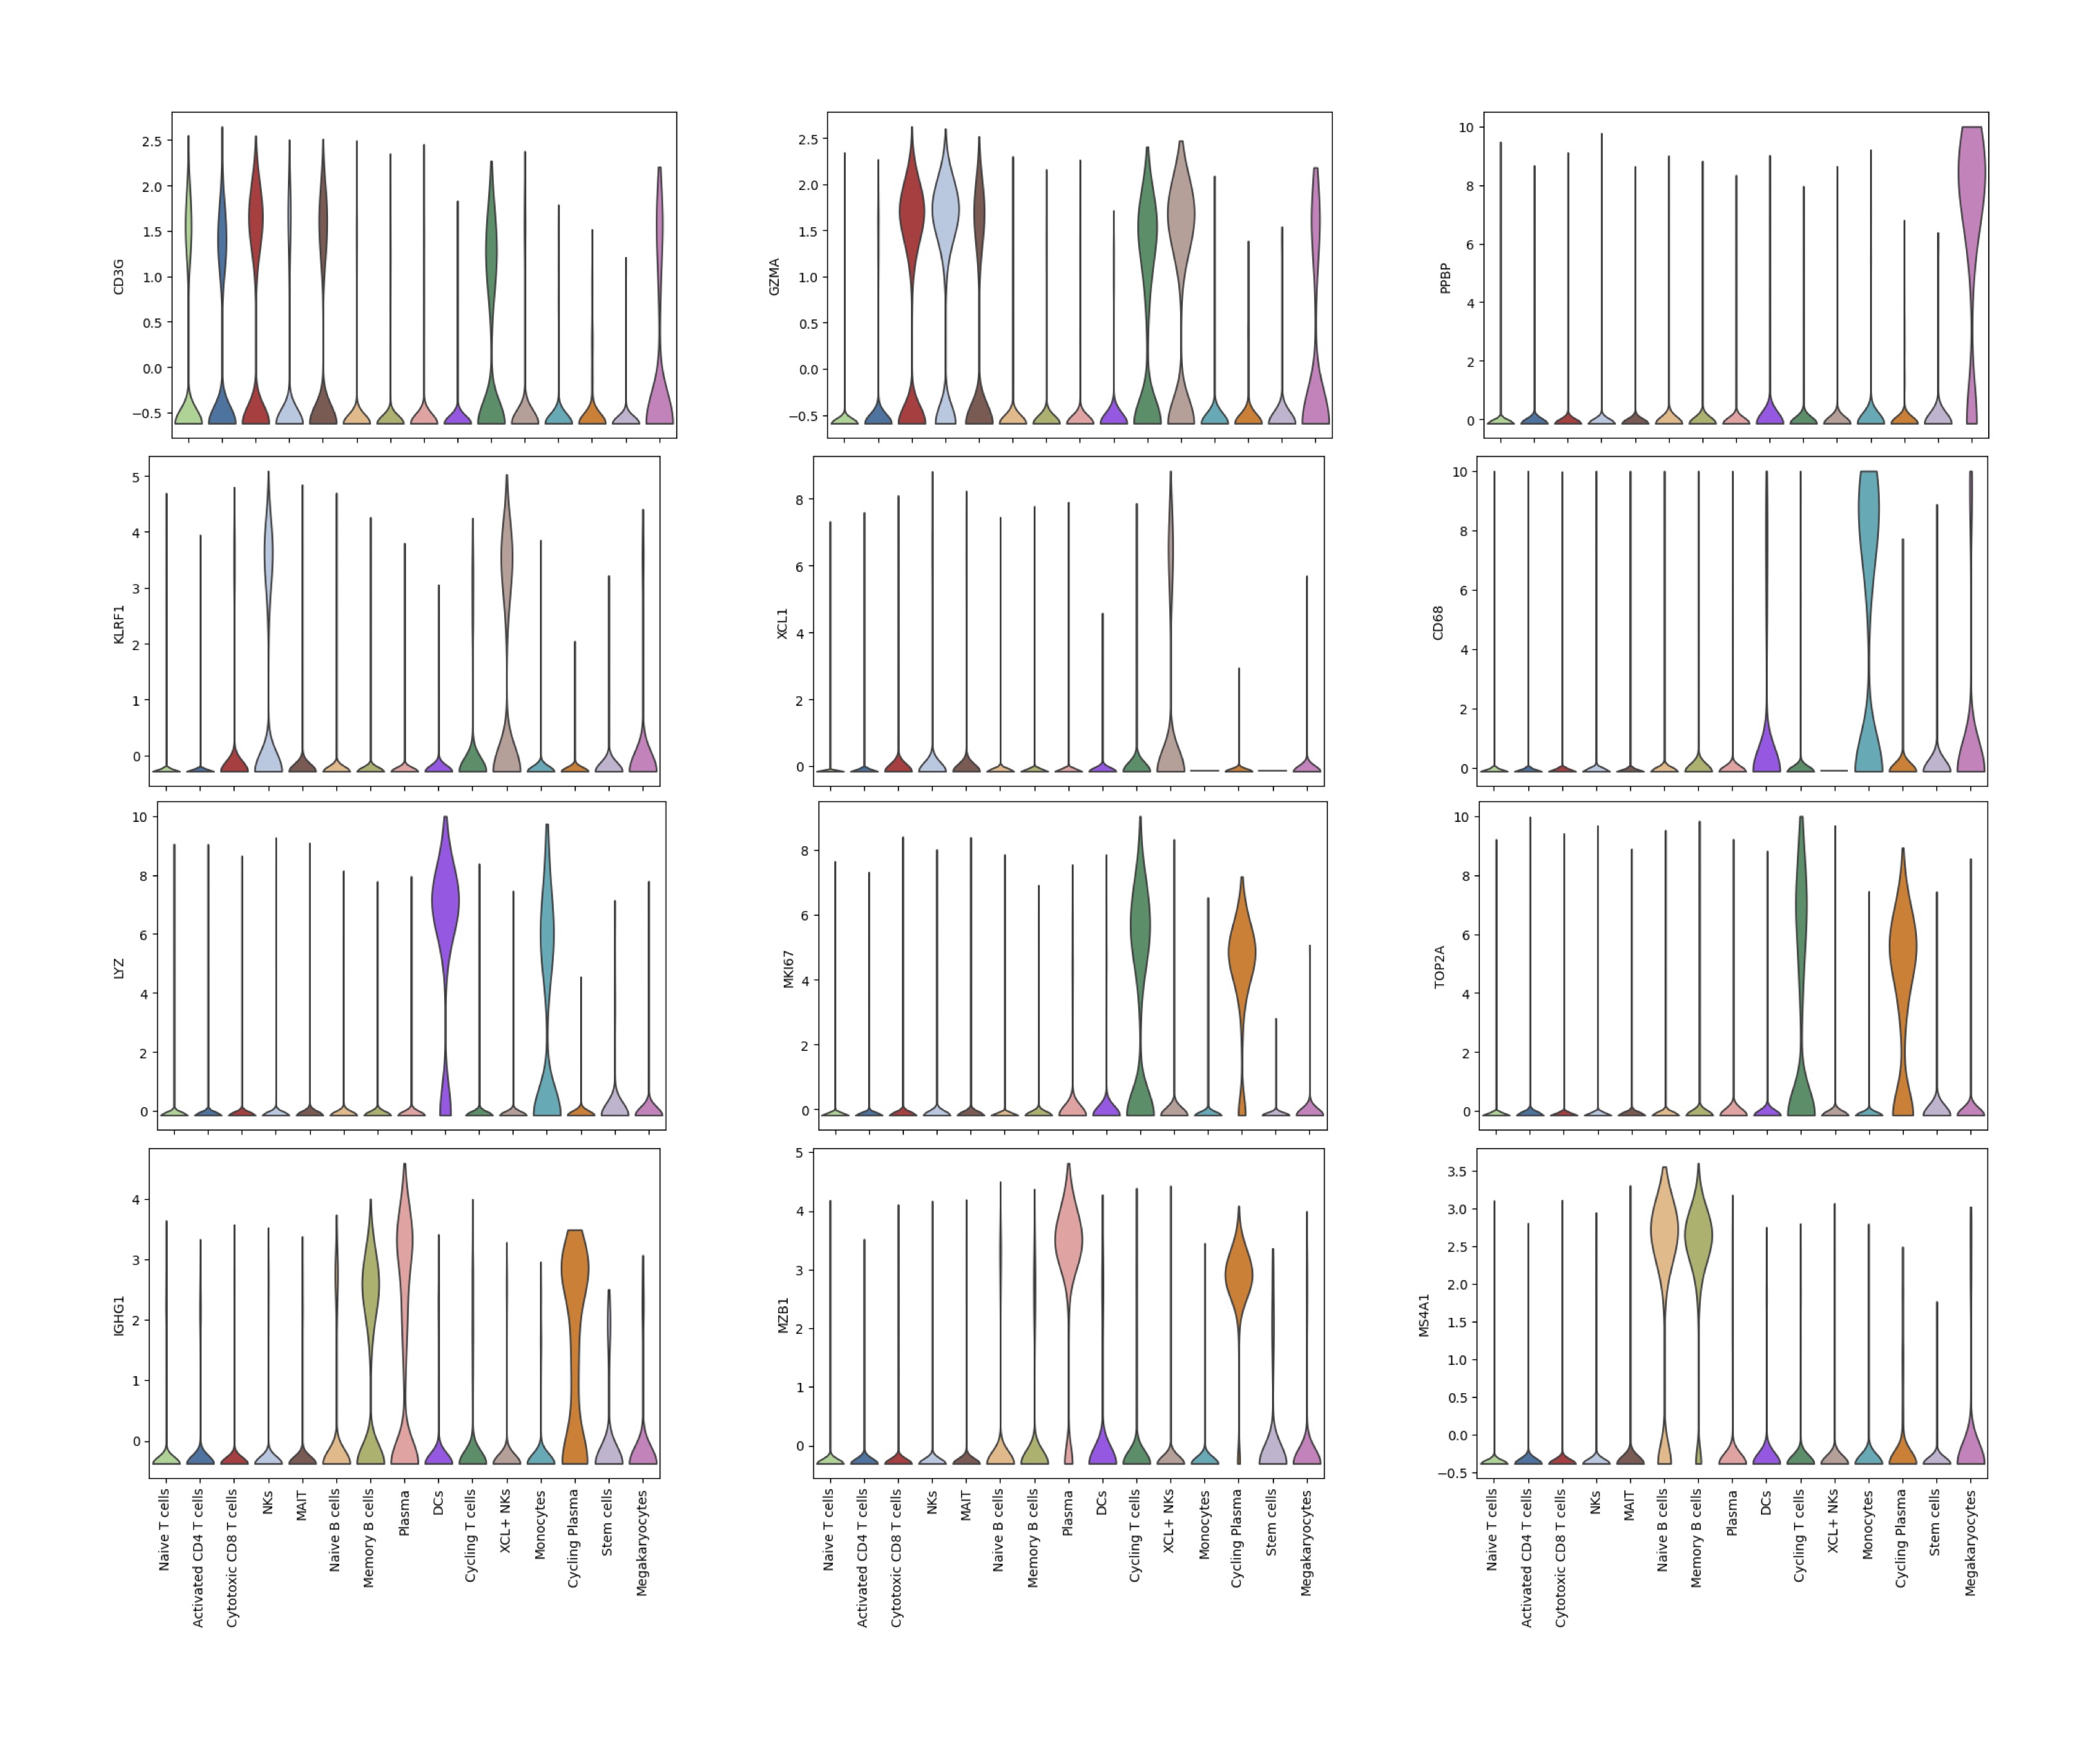 CD3G
2.5
2.0
1.5
1.0
0.5
0.0
−0.5
GZMA
2.5
2.0
1.5
1.0
0.5
0.0
−0.5
PPBP
10
8
6
4
2
0
KLRF1
5
4
3
2
1
0
XCL1
8
6
4
2
0
CD68
10
8
6
4
2
0
LYZ
10
8
6
4
2
0
MKI67
8
6
4
2
0
TOP2A
10
8
6
4
2
0
IGHG1
4
3
2
1
0
MZB1
5
4
3
2
1
0
MS4A1
3.5
3.0
2.5
2.0
1.5
1.0
0.5
0.0
−0.5
Naive T cells
Activated CD4 T cells
Cytotoxic CD8 T cells
NKs
MAIT
Naive B cells
Memory B cells
Plasma
DCs
Cycling T cells
XCL+ NKs
Monocytes
Cycling Plasma
Stem cells
Megakaryocytes
Naive T cells
Activated CD4 T cells
Cytotoxic CD8 T cells
NKs
MAIT
Naive B cells
Memory B cells
Plasma
DCs
Cycling T cells
XCL+ NKs
Monocytes
Cycling Plasma
Stem cells
Megakaryocytes
Naive T cells
Activated CD4 T cells
Cytotoxic CD8 T cells
NKs
MAIT
Naive B cells
Memory B cells
Plasma
DCs
Cycling T cells
XCL+ NKs
Monocytes
Cycling Plasma
Stem cells
Megakaryocytes